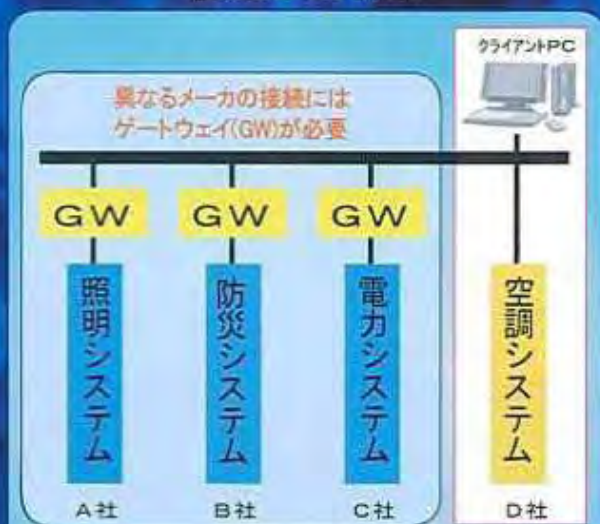 クライアントPC
異なるメーカの接続には
ゲートウェイ(GW)が必要
GW
GW
GW
照明システム
防災システム
電力システム
空調システム
A社
B社
C社
D社